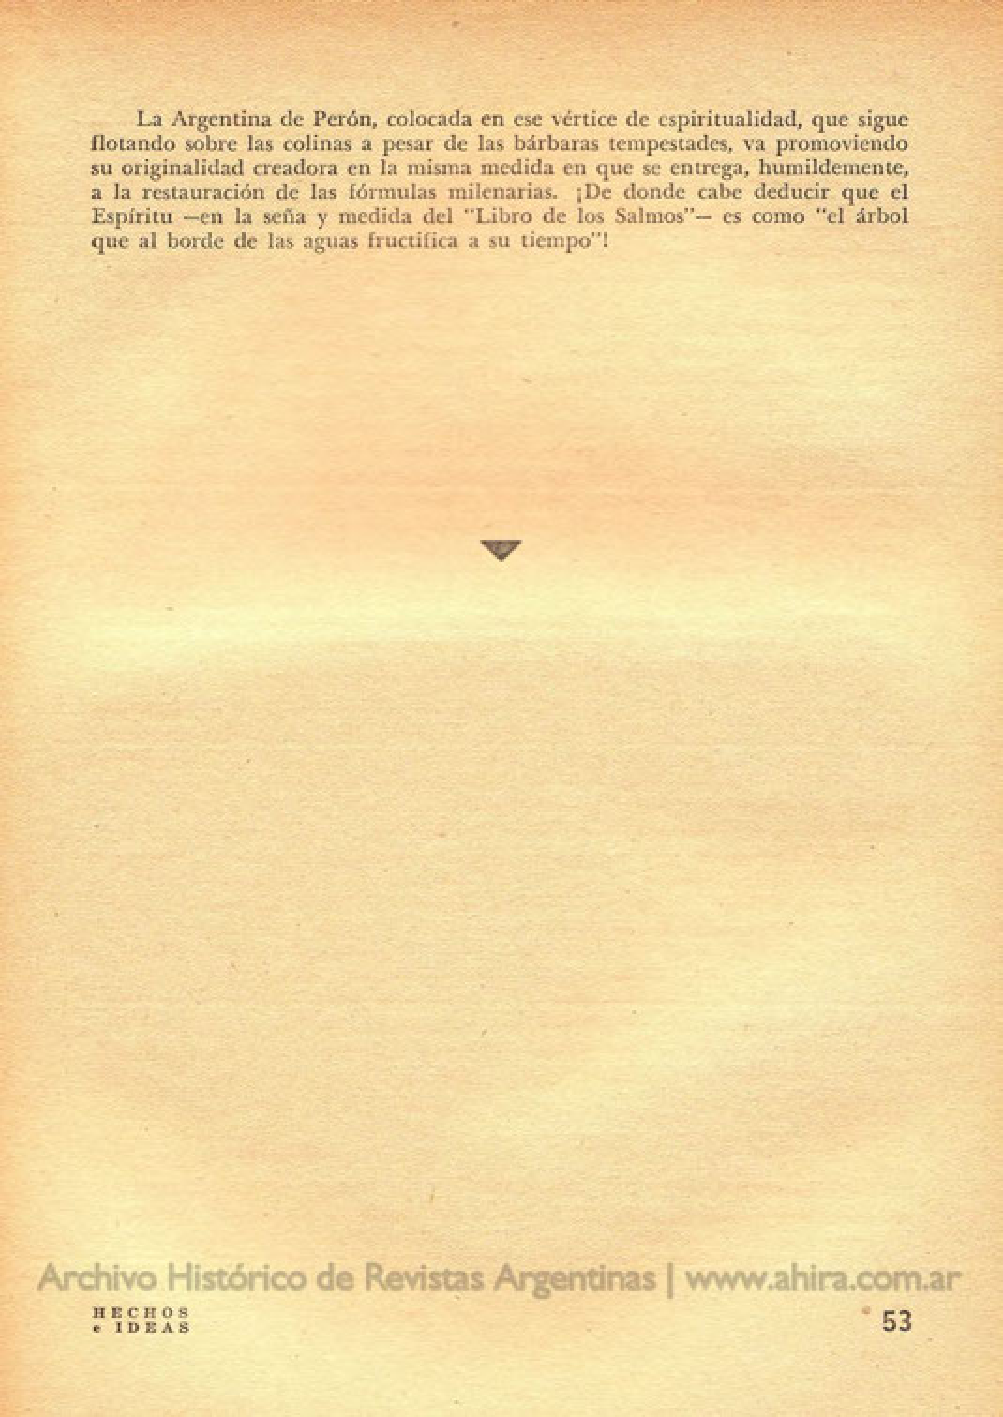 La Argentina de Perón, colocada en ese vértice de espiritualidad, que sigue
flotando sobre las colinas a pesar de las bárbaras tempestades, va promoviendo
su originalidad creadora en la misma medida en que se entrega, humildemente,
a la restauración de las fórmulas milenarias. ¡De donde cabe deducir que el
Espíritu —en la seña y medida del "Libro de los Salmos"— es como "el árbol
que al borde de las aguas fructifica a su tiempo"!
Archivo Histórico de Revistas Argentinas | www.ahira.com.ar
HECHOS
e IDEAS
53